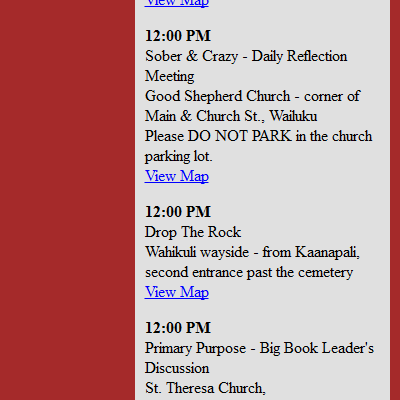 View Map
12:00 PM
Sober & Crazy - Daily Reflection
Meeting
Good Shepherd Church - corner of
Main & Church St., Wailuku
Please DO NOT PARK in the church
parking lot.
View Map
12:00 PM
Drop The Rock
Wahikuli wayside - from Kaanapali,
second entrance past the cemetery
View Map
12:00 PM
Primary Purpose - Big Book Leader's
Discussion
St. Theresa Church,